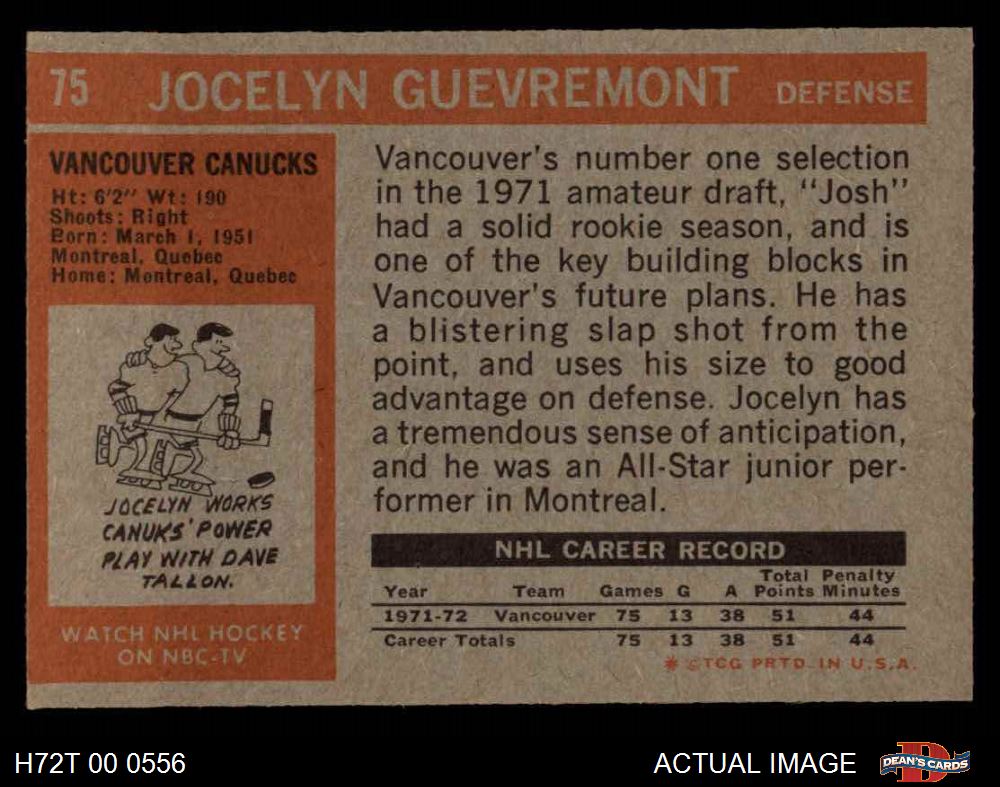 75 JOCELYN GUEVREMONT DEFENSE
VANCOUVER CANUCKS
Ht: 6'2" Wt: 190
Shoots: Right
Born: March 1, 1951
Montreal, Quebec
Home: Montreal, Quebec
JOCELYN WORKS
CANUKS' POWER
PLAY WITH DAVE
TALLON.
WATCH NHL HOCKEY
ON NBC-TV
Vancouver's number one selection
in the 1971 amateur draft, "Josh"
had a solid rookie season, and is
one of the key building blocks in
Vancouver's future plans. He has
a blistering slap shot from the
point, and uses his size to good
advantage on defense. Jocelyn has
a tremendous sense of anticipation,
and he was an All-Star junior per-
former in Montreal.
NHL CAREER RECORD
Year Team Games G A Total Points Penalty Minutes
1971-72 Vancouver 75 13 38 51 44
Career Totals 75 13 38 51 44
* ©TCG PRTD. IN U.S.A.
H72T 00 0556
ACTUAL IMAGE
D
DEAN'S CARDS